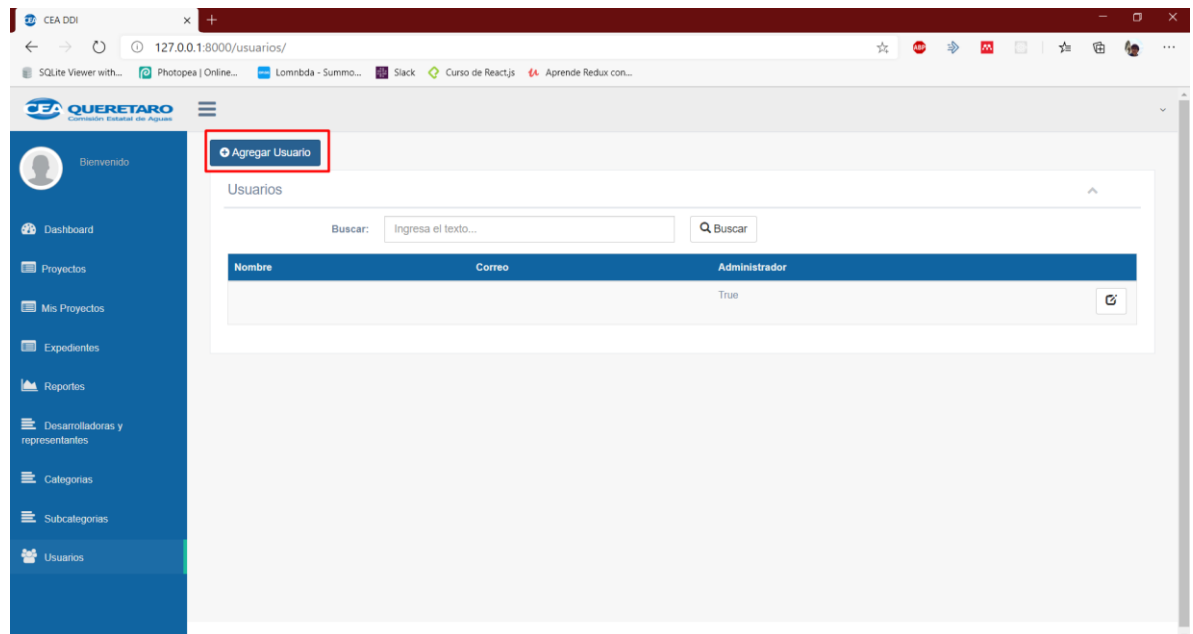 CEA DDI
127.0.0.1:8000/usuarios/
SQLite Viewer with...
Photopea | Online...
Lomnbda - Summo...
Slack
Curso de React.js
Aprende Redux con...
CEA QUERETARO
Comisión Estatal de Aguas
Bienvenido
Agregar Usuario
Usuarios
Buscar:
Ingresa el texto...
Buscar
Nombre Correo Administrador
True
Dashboard
Proyectos
Mis Proyectos
Expedientes
Reportes
Desarrolladoras y
representantes
Categorias
Subcategorias
Usuarios